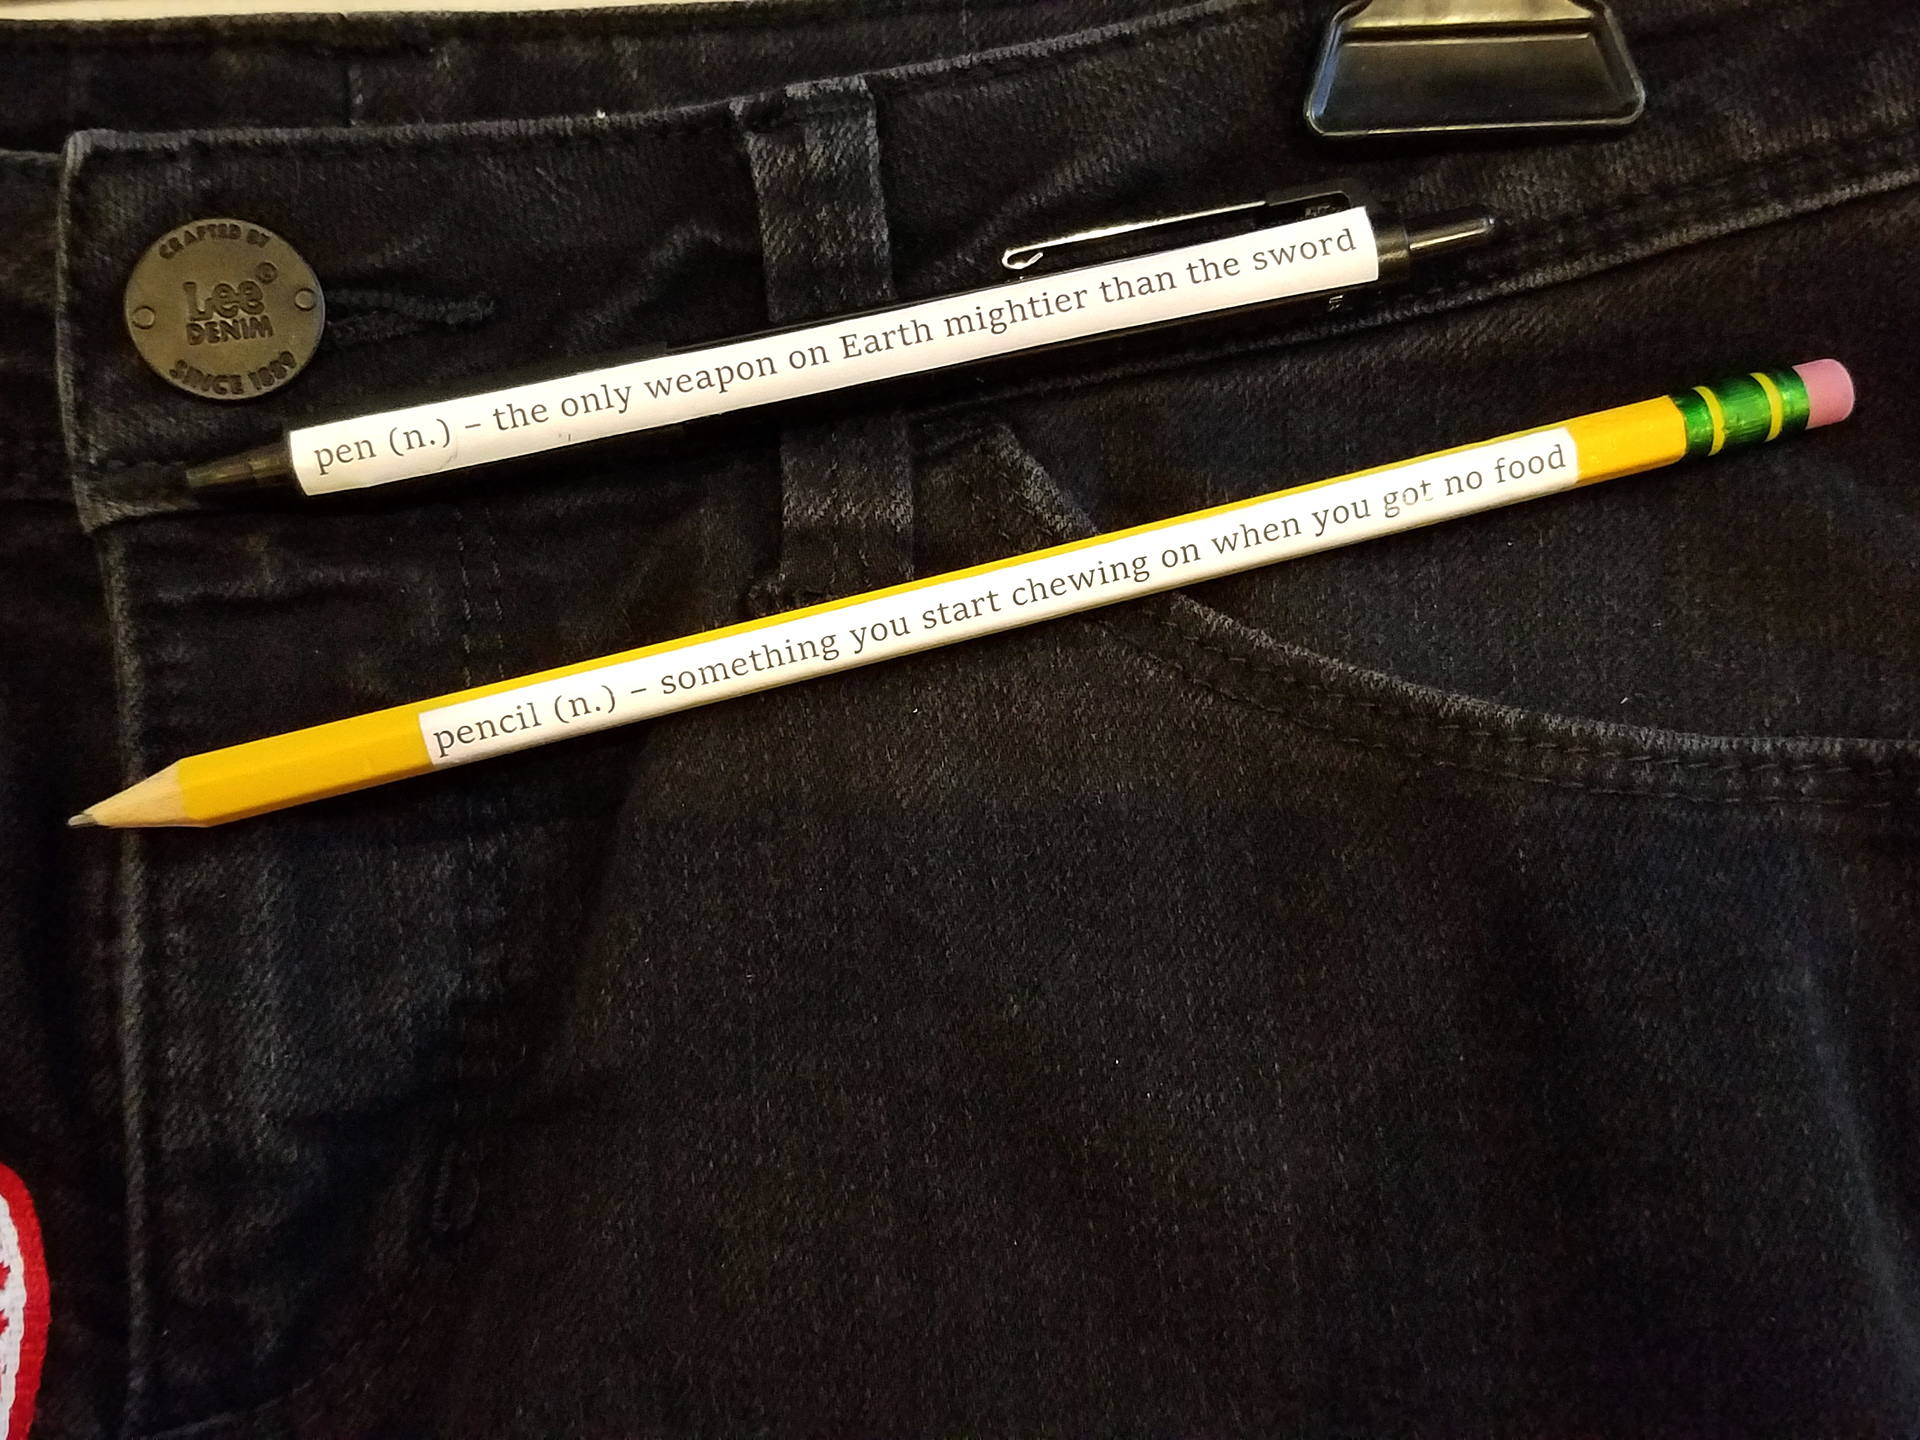 CRAFTED BY
Lee®
DENIM
SINCE 1889
pen (n.) – the only weapon on Earth mightier than the sword
pencil (n.) – something you start chewing on when you got no food